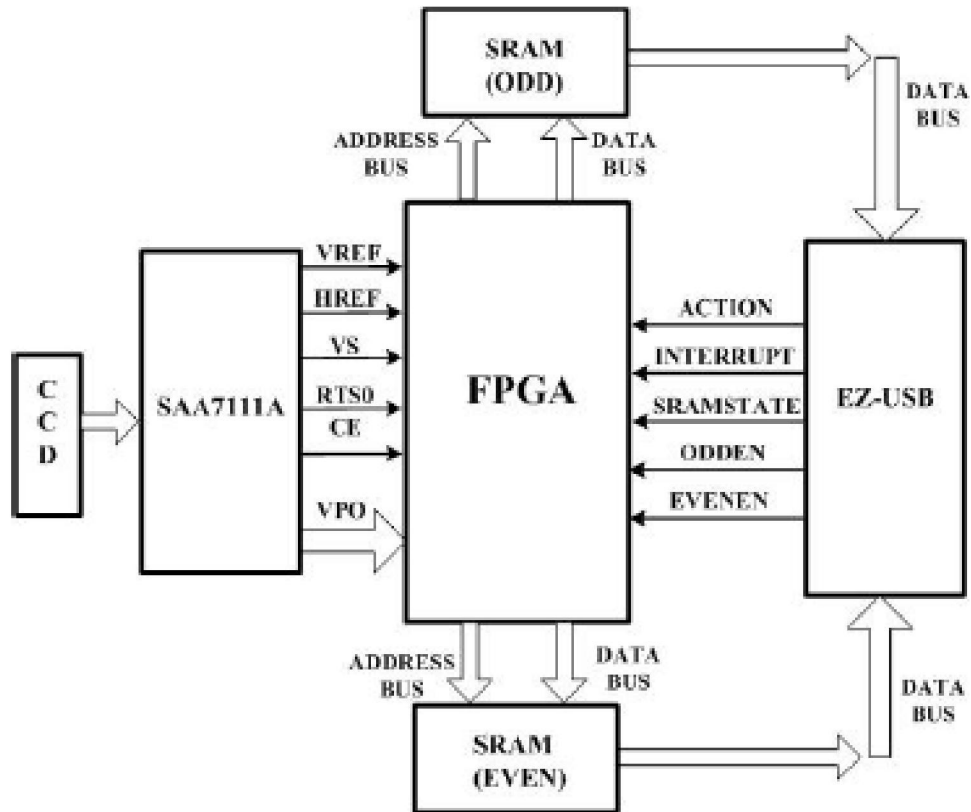 SRAM
(ODD)
DATA
BUS
ADDRESS
BUS
DATA
BUS
VREF
HREF
VS
RTS0
CE
VPO
C
C
D
SAA7111A
FPGA
ACTION
INTERRUPT
SRAMSTATE
ODDEN
EVENEN
EZ-USB
ADDRESS
BUS
DATA
BUS
DATA
BUS
SRAM
(EVEN)